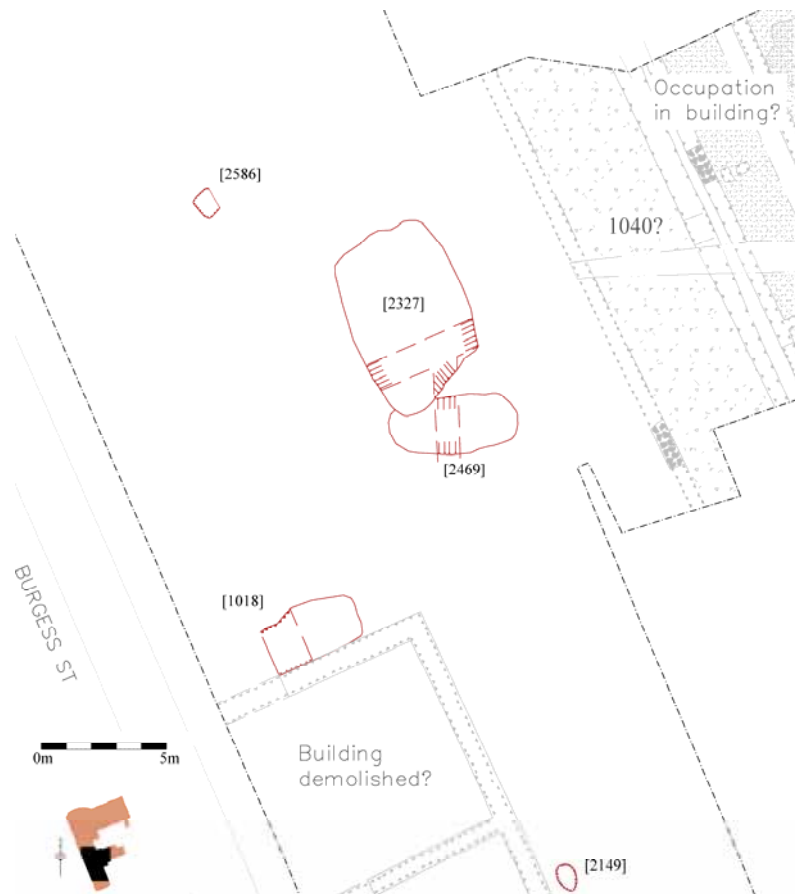 Occupation
in building?
[2586]
1040?
[2327]
[2469]
[1018]
BURGESS ST
Building
demolished?
0m
5m
[2149]